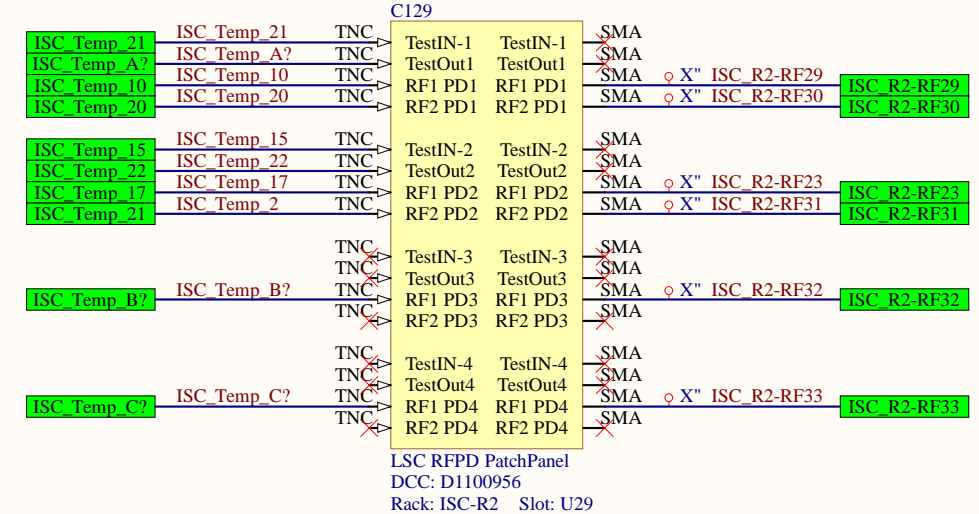 C129
ISC_Temp_21 ISC_Temp_21 TNC TestIN-1 TestIN-1 SMA
ISC_Temp_A? ISC_Temp_A? TNC TestOut1 TestOut1 SMA
ISC_Temp_10 ISC_Temp_10 TNC RF1 PD1 RF1 PD1 SMA X" ISC_R2-RF29 ISC_R2-RF29
ISC_Temp_20 ISC_Temp_20 TNC RF2 PD1 RF2 PD1 SMA X" ISC_R2-RF30 ISC_R2-RF30
ISC_Temp_15 ISC_Temp_15 TNC TestIN-2 TestIN-2 SMA
ISC_Temp_22 ISC_Temp_22 TNC TestOut2 TestOut2 SMA
ISC_Temp_17 ISC_Temp_17 TNC RF1 PD2 RF1 PD2 SMA X" ISC_R2-RF23 ISC_R2-RF23
ISC_Temp_21 ISC_Temp_2 TNC RF2 PD2 RF2 PD2 SMA X" ISC_R2-RF31 ISC_R2-RF31
TNC TestIN-3 TestIN-3 SMA
TNC TestOut3 TestOut3 SMA
ISC_Temp_B? ISC_Temp_B? TNC RF1 PD3 RF1 PD3 SMA X" ISC_R2-RF32 ISC_R2-RF32
TNC RF2 PD3 RF2 PD3 SMA
TNC TestIN-4 TestIN-4 SMA
TNC TestOut4 TestOut4 SMA
ISC_Temp_C? ISC_Temp_C? TNC RF1 PD4 RF1 PD4 SMA X" ISC_R2-RF33 ISC_R2-RF33
TNC RF2 PD4 RF2 PD4 SMA
LSC RFPD PatchPanel
DCC: D1100956
Rack: ISC-R2 Slot: U29